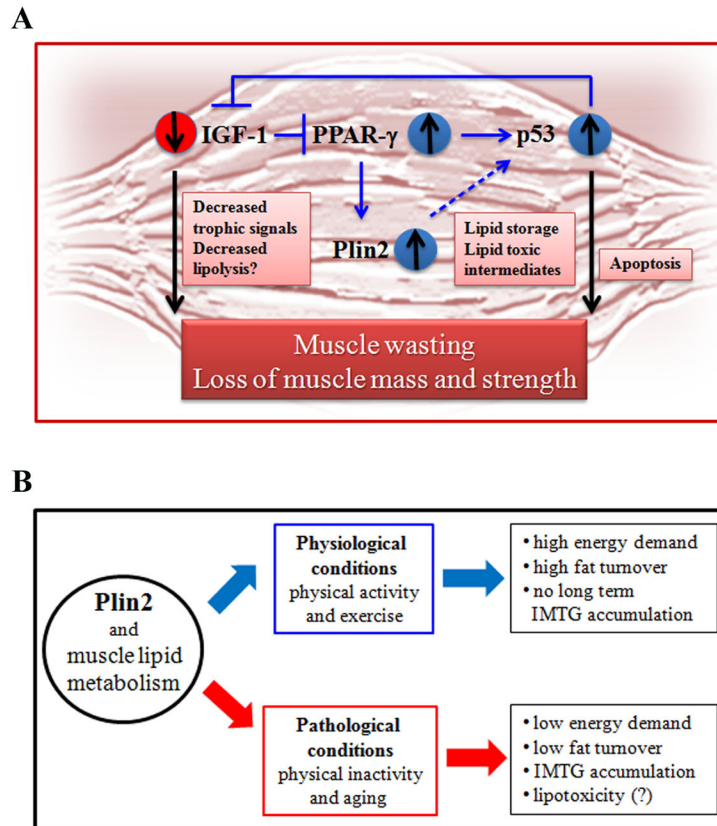 A
IGF-1
PPAR-γ
p53
Decreased
trophic signals
Decreased
lipolysis?
Plin2
Lipid storage
Lipid toxic
intermediates
Apoptosis
Muscle wasting
Loss of muscle mass and strength
B
Plin2
and
muscle lipid
metabolism
Physiological
conditions
physical activity
and exercise
• high energy demand
• high fat turnover
• no long term
IMTG accumulation
Pathological
conditions
physical inactivity
and aging
• low energy demand
• low fat turnover
• IMTG accumulation
• lipotoxicity (?)